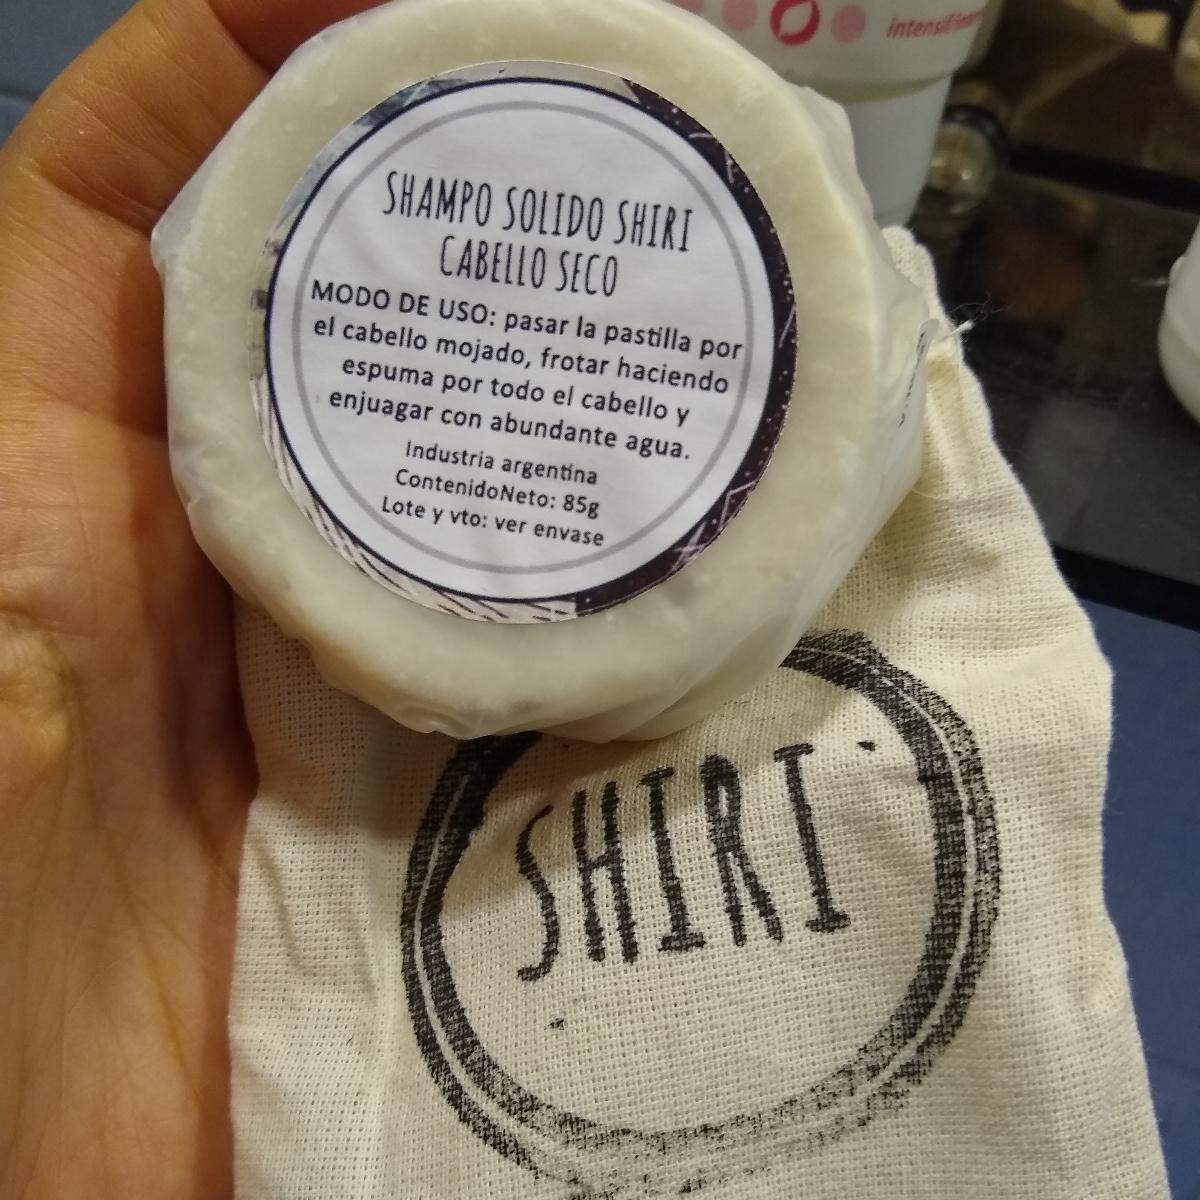 intensif
SHAMPO SOLIDO SHIRI
CABELLO SECO
MODO DE USO: pasar la pastilla por
el cabello mojado, frotar haciendo
espuma por todo el cabello y
enjuagar con abundante agua.
Industria argentina
ContenidoNeto: 85g
Lote y vto: ver envase
SHIRI